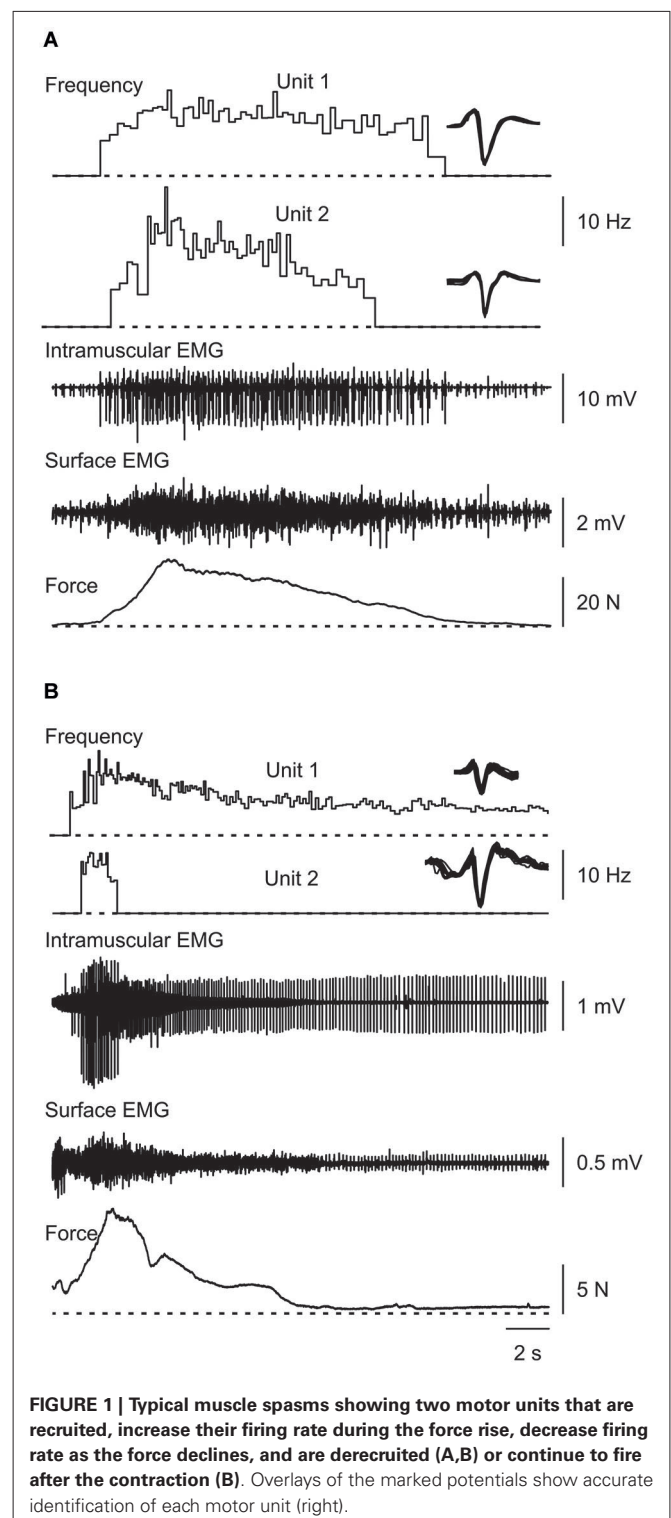 A
Frequency
Unit 1
Unit 2
10 Hz
Intramuscular EMG
10 mV
Surface EMG
2 mV
Force
20 N
B
Frequency
Unit 1
Unit 2
10 Hz
Intramuscular EMG
1 mV
Surface EMG
0.5 mV
Force
5 N
2 s
FIGURE 1 | Typical muscle spasms showing two motor units that are
recruited, increase their firing rate during the force rise, decrease firing
rate as the force declines, and are derecruited (A,B) or continue to fire
after the contraction (B). Overlays of the marked potentials show accurate
identification of each motor unit (right).